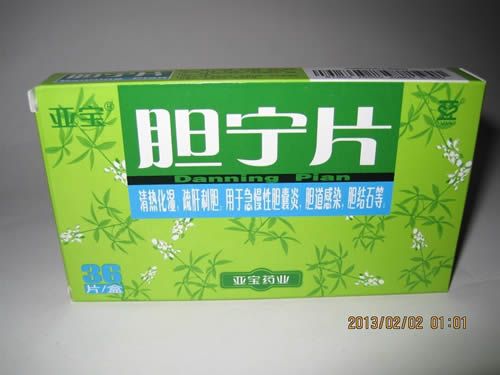 亚宝
胆宁片
Danning Pian
清热化湿，疏肝利胆，用于急慢性胆囊炎，胆道感染，胆结石等。
36
片/盒
亚宝药业
2013/02/02 01:01